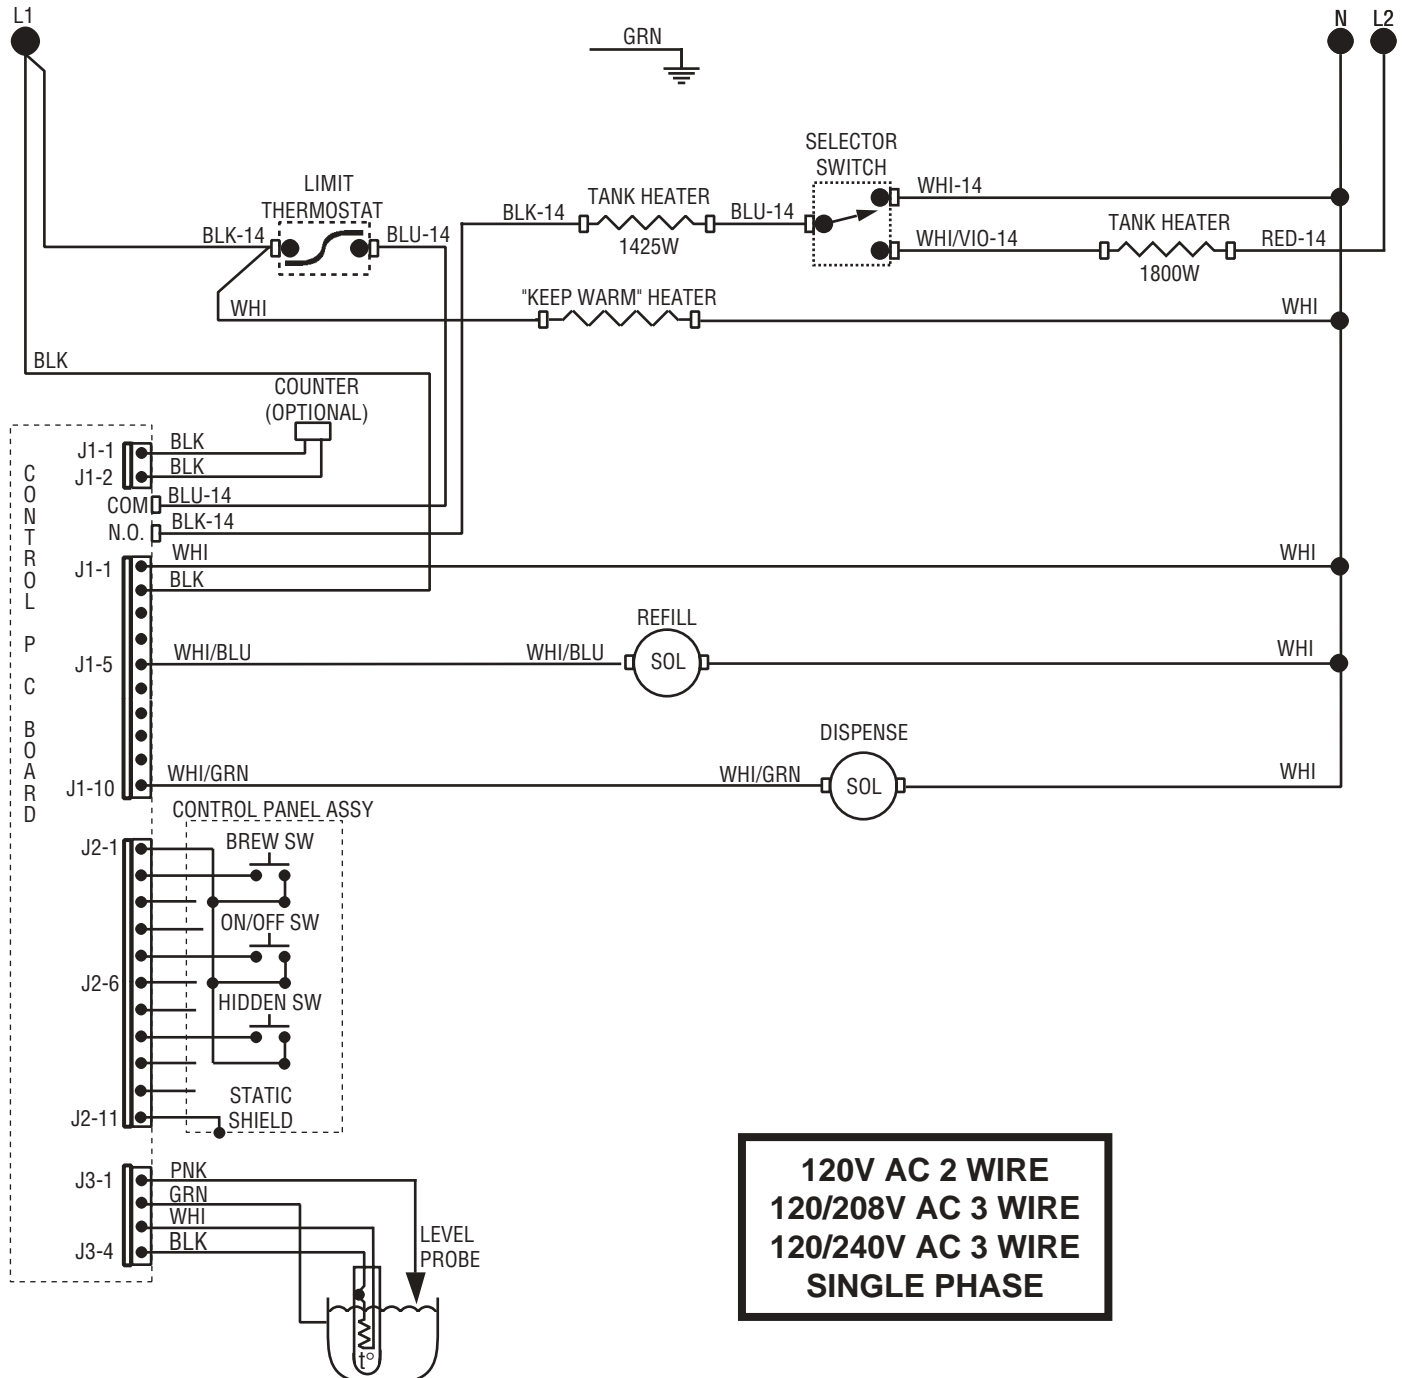 L1
GRN
N
L2
SELECTOR
SWITCH
LIMIT
THERMOSTAT
BLK-14
BLU-14
BLK-14
TANK HEATER
1425W
BLU-14
WHI-14
WHI/VIO-14
TANK HEATER
1800W
RED-14
WHI
"KEEP WARM" HEATER
WHI
BLK
COUNTER
(OPTIONAL)
CONTROL P C BOARD
J1-1
BLK
J1-2
BLK
COM
BLU-14
N.O.
BLK-14
J1-1
WHI
WHI
BLK
REFILL
J1-5
WHI/BLU
WHI/BLU
SOL
WHI
DISPENSE
J1-10
WHI/GRN
WHI/GRN
SOL
WHI
CONTROL PANEL ASSY
J2-1
BREW SW
ON/OFF SW
J2-6
HIDDEN SW
STATIC
SHIELD
J2-11
J3-1
PNK
GRN
WHI
J3-4
BLK
LEVEL
PROBE
t°
120V AC 2 WIRE
120/208V AC 3 WIRE
120/240V AC 3 WIRE
SINGLE PHASE